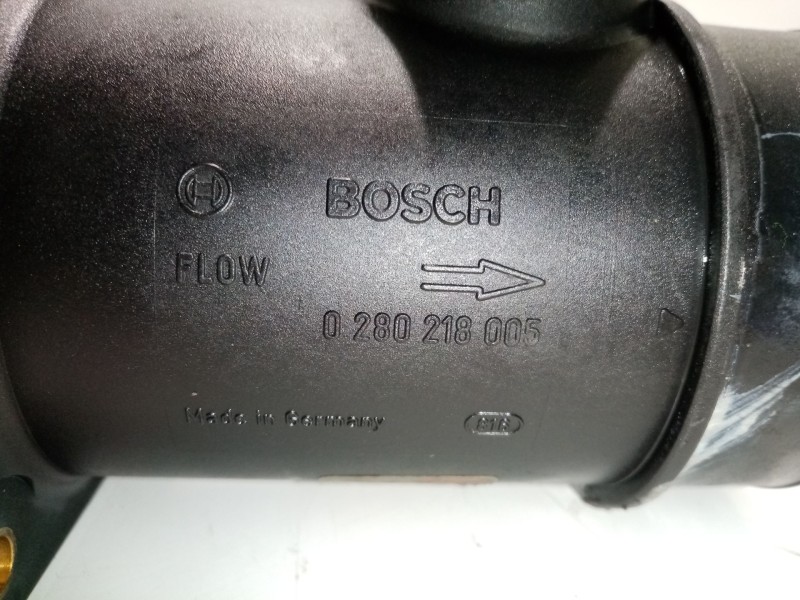 BOSCH
FLOW
0 280 218 005
Made in Germany